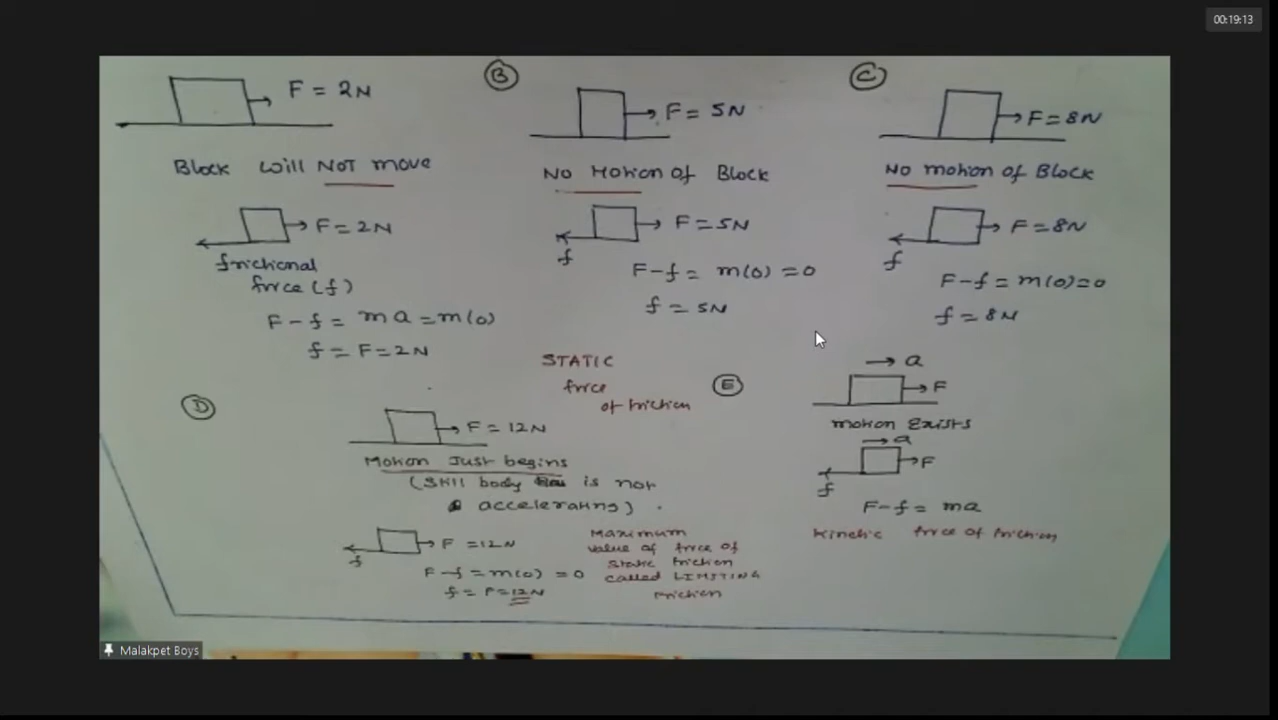 00:19:13
F = 2N
Block will NOT move
F = 2N
frictional
force (f)
F - f = ma = m(0)
f = F = 2N
B
F = 5N
No Motion of Block
F = 5N
f
F - f = m(0) = 0
f = 5N
C
F = 8N
No motion of Block
F = 8N
f
F - f = m(0) = 0
f = 8N
STATIC
force
of friction
D
F = 12N
Motion Just begins
(Still body is not
accelerating)
F = 12N
f
F - f = m(0) = 0
f = F = 12N
Maximum
value of force of
static friction
called LIMITING
friction
E
a
F
motion Exists
a
F
f
F - f = ma
Kinetic force of friction
Malakpet Boys